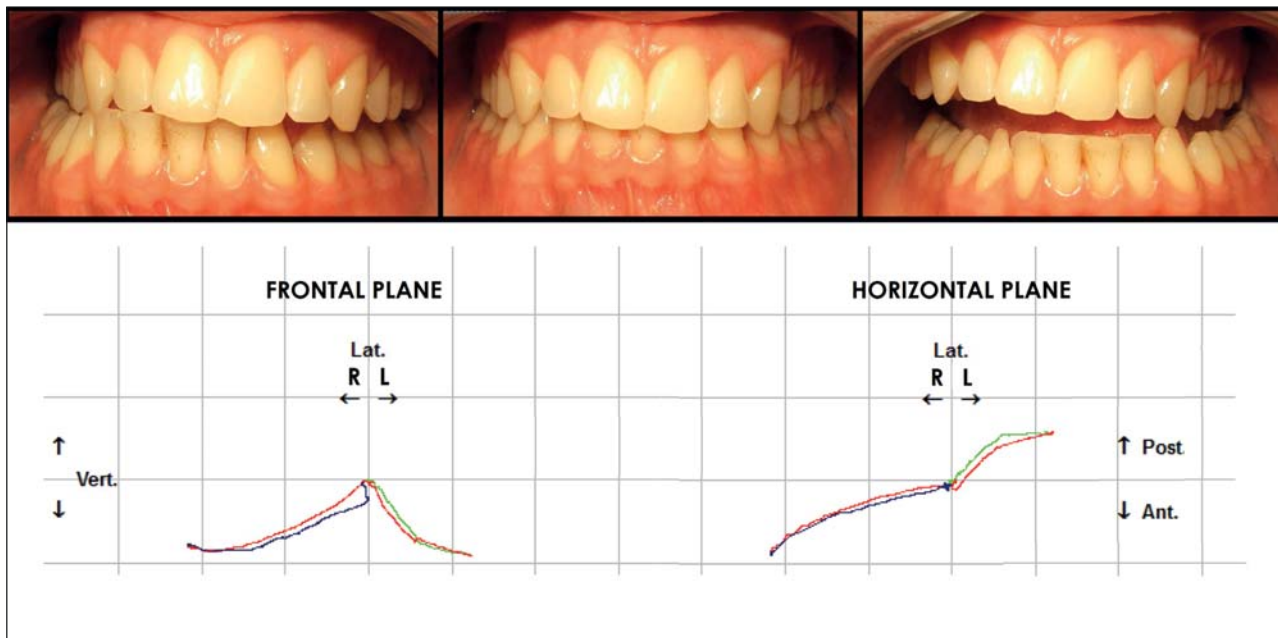 FRONTAL PLANE
HORIZONTAL PLANE
Lat.
R L
← →
Lat.
R L
← →
↑
Vert.
↓
↑ Post.
↓ Ant.